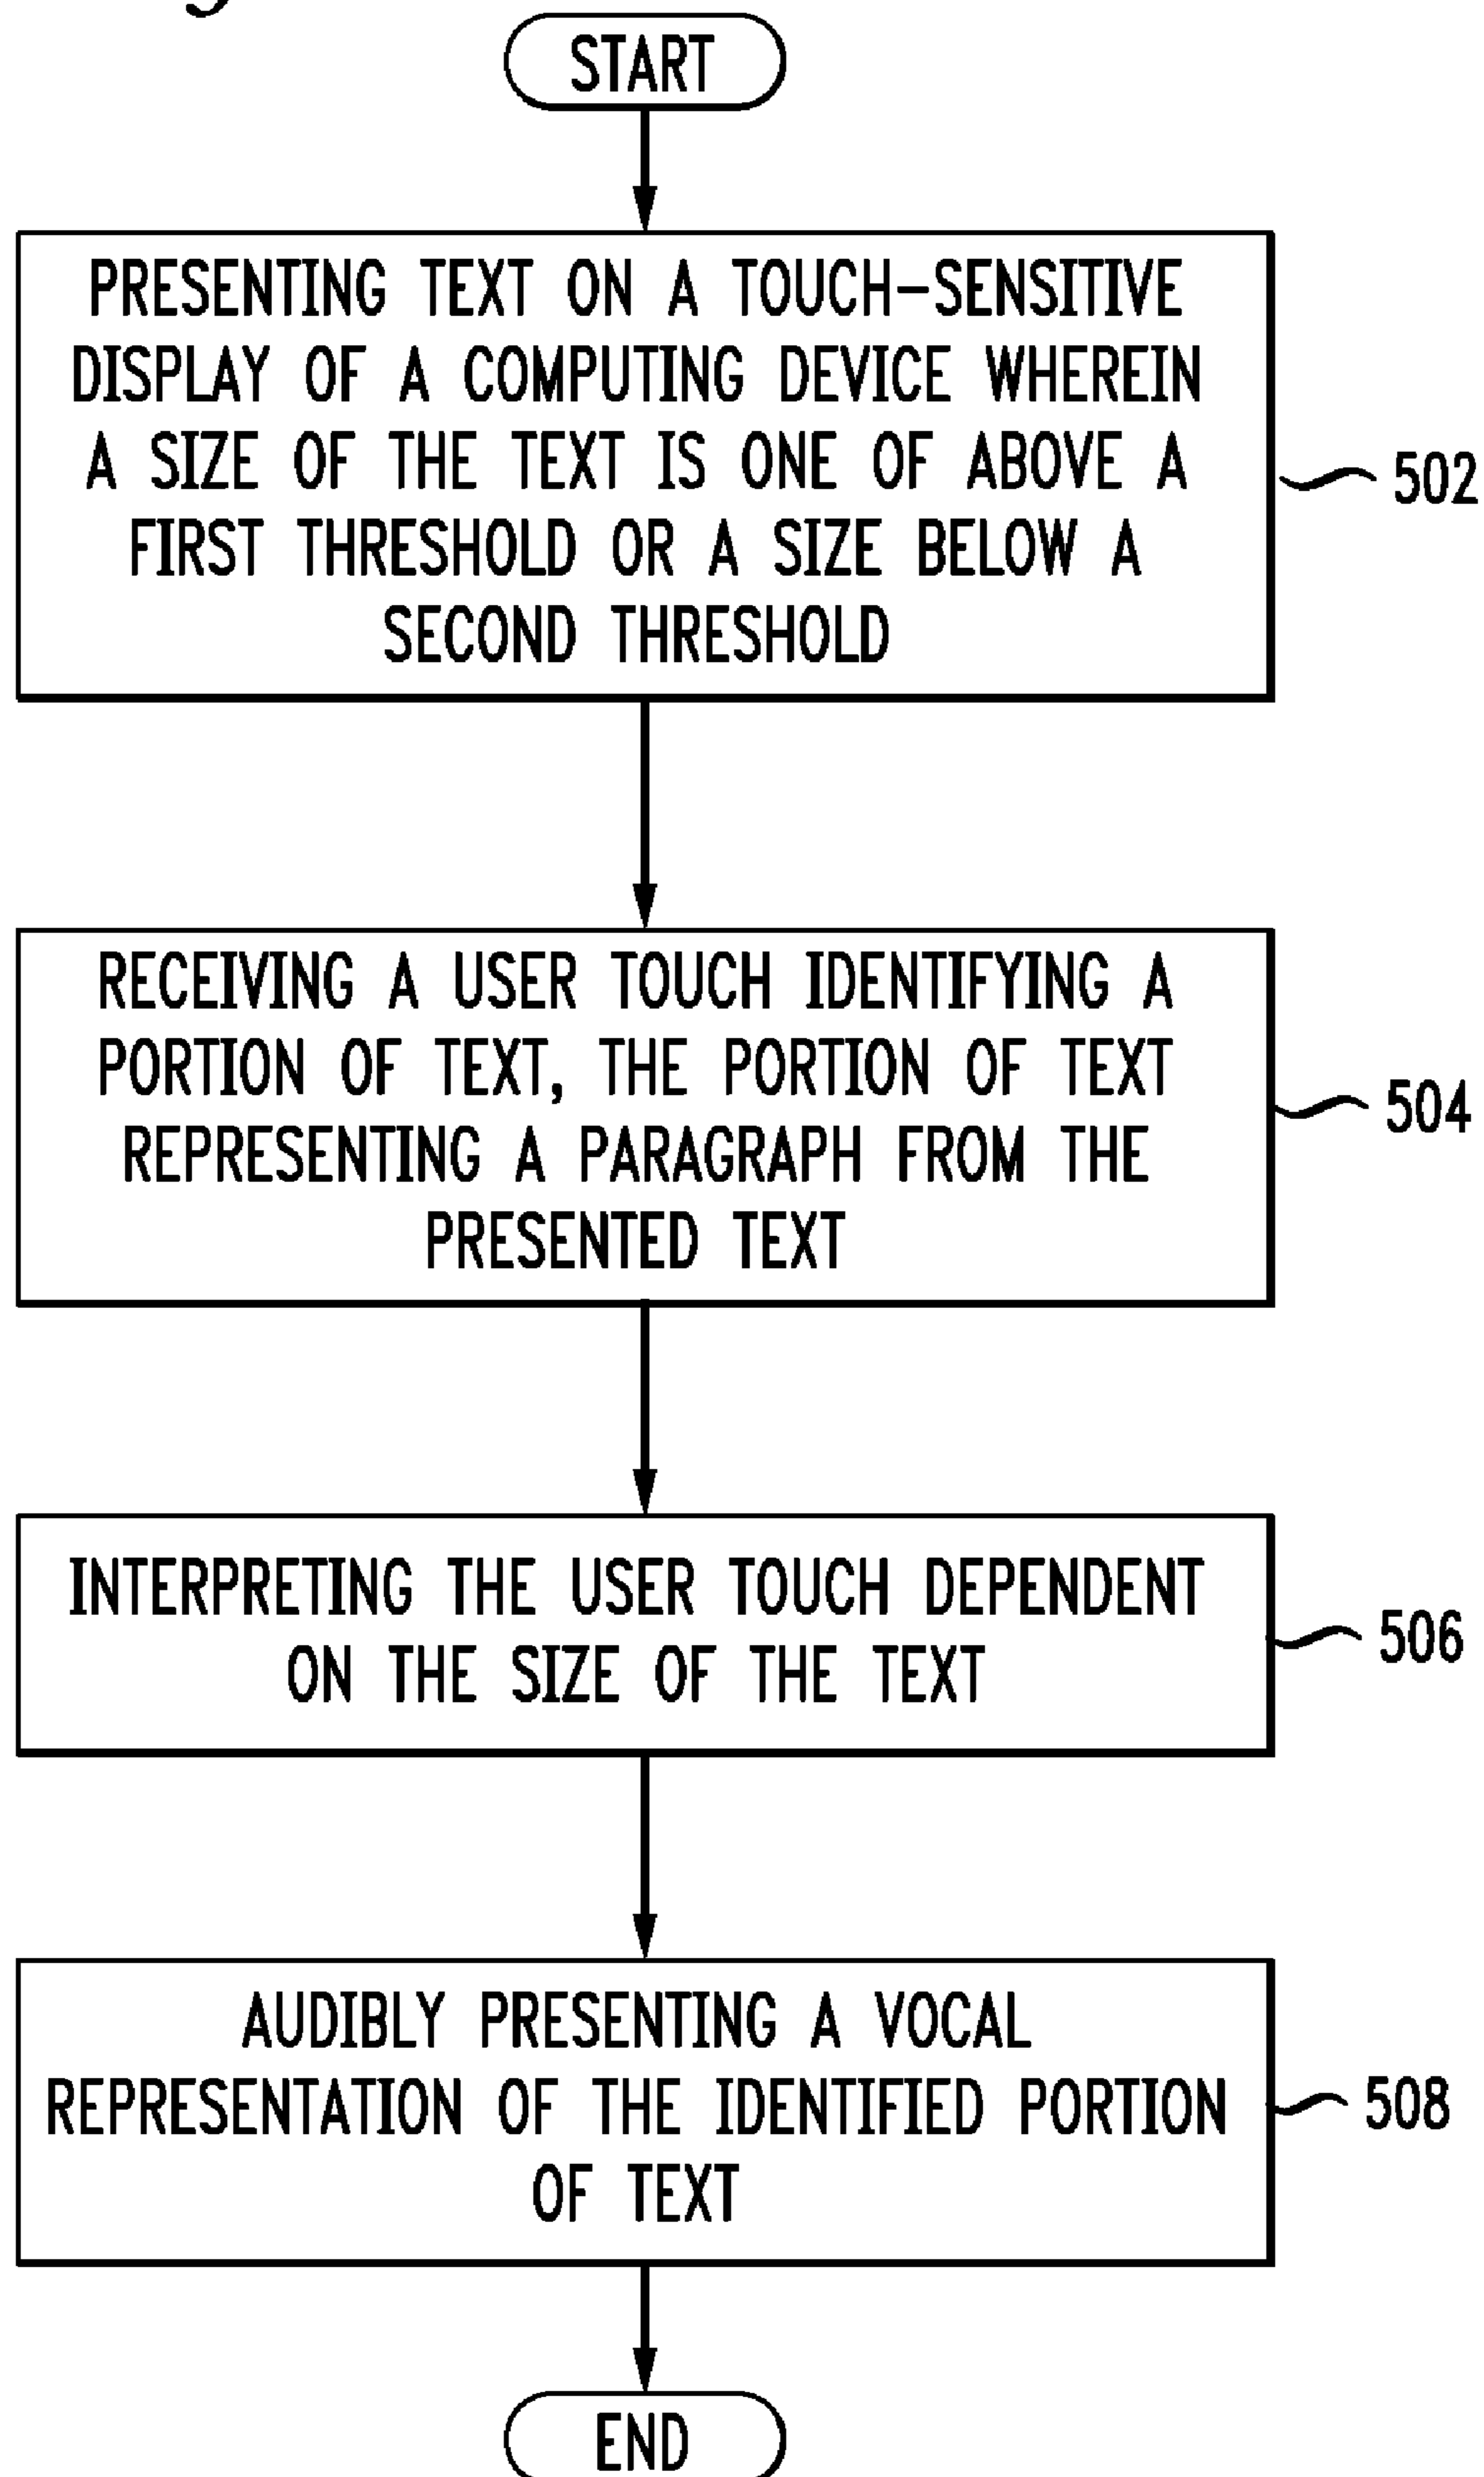 START
PRESENTING TEXT ON A TOUCH-SENSITIVE
DISPLAY OF A COMPUTING DEVICE WHEREIN
A SIZE OF THE TEXT IS ONE OF ABOVE A
FIRST THRESHOLD OR A SIZE BELOW A
SECOND THRESHOLD
502
RECEIVING A USER TOUCH IDENTIFYING A
PORTION OF TEXT, THE PORTION OF TEXT
REPRESENTING A PARAGRAPH FROM THE
PRESENTED TEXT
504
INTERPRETING THE USER TOUCH DEPENDENT
ON THE SIZE OF THE TEXT
506
AUDIBLY PRESENTING A VOCAL
REPRESENTATION OF THE IDENTIFIED PORTION
OF TEXT
508
END